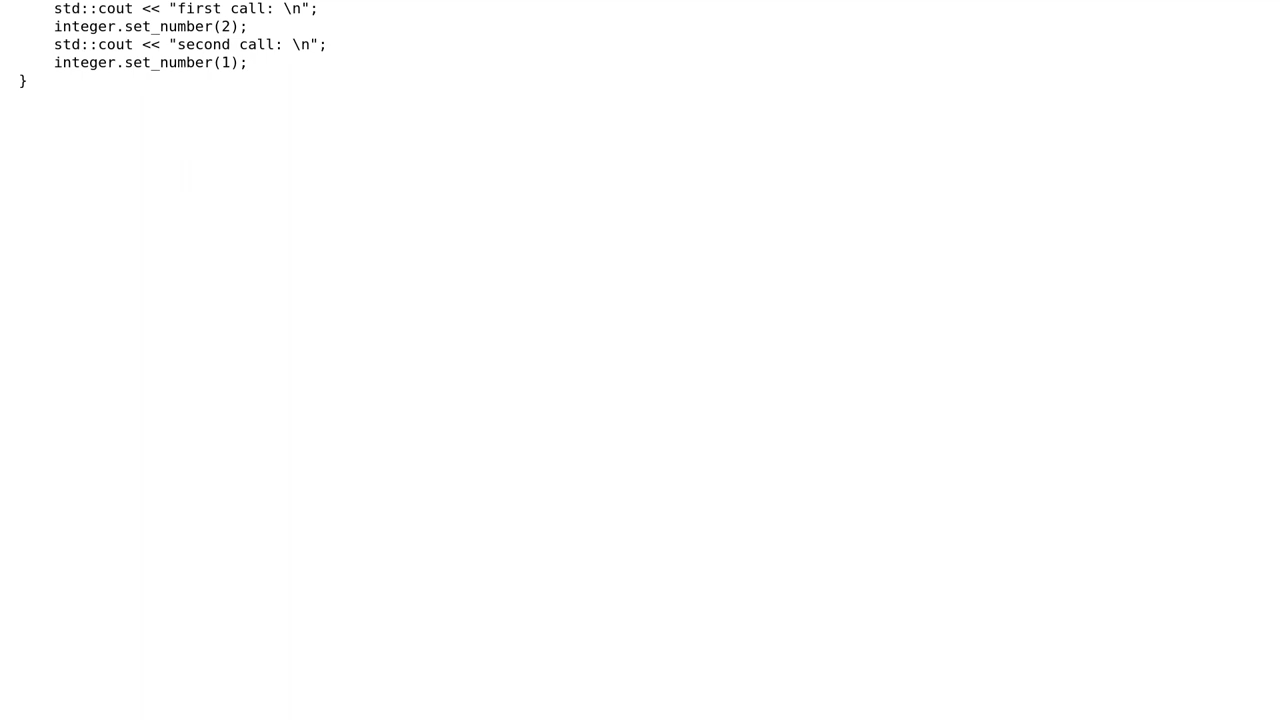 std::cout << "first call: \n";
    integer.set_number(2);
    std::cout << "second call: \n";
    integer.set_number(1);
}